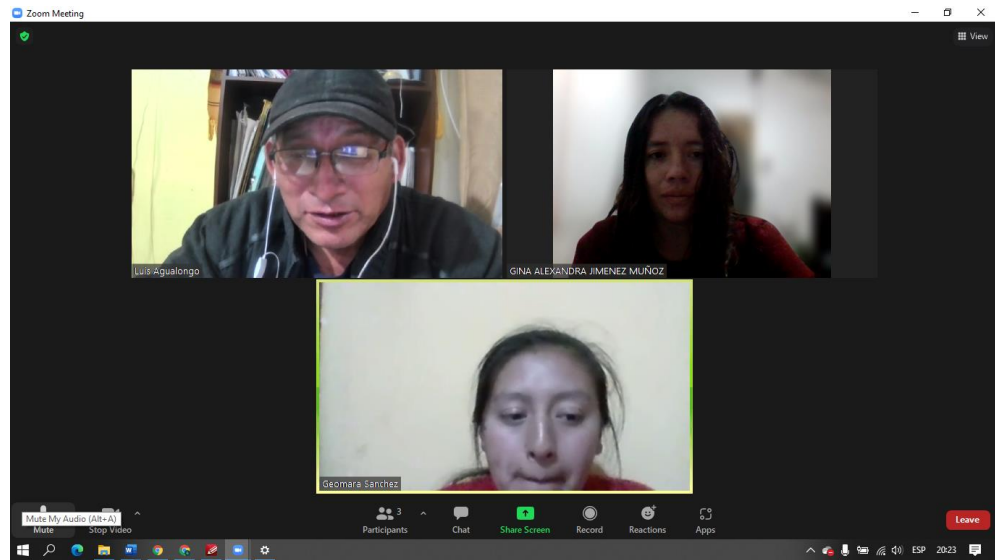 Zoom Meeting
View
Luis Agualongo
GINA ALEXANDRA JIMENEZ MUÑOZ
Geomara Sanchez
Mute My Audio (Alt+A)
Mute
Stop Video
3
Participants
Chat
Share Screen
Record
Reactions
Apps
Leave
ESP
20:23